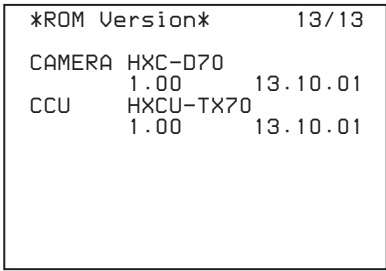 *ROM Version* 13/13
CAMERA HXC-D70
1.00 13.10.01
CCU HXCU-TX70
1.00 13.10.01